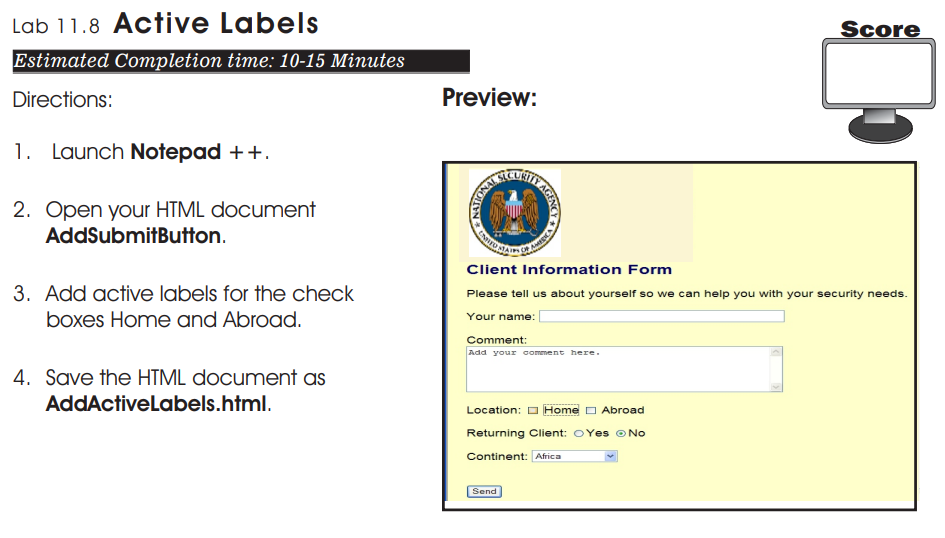 Lab 11.8 Active Labels
Score
Estimated Completion time: 10-15 Minutes
Directions:
1. Launch Notepad ++.
2. Open your HTML document
AddSubmitButton.
3. Add active labels for the check
boxes Home and Abroad.
4. Save the HTML document as
AddActiveLabels.html.
Preview:
NATIONAL SECURITY AGENCY
UNITED STATES OF AMERICA
Client Information Form
Please tell us about yourself so we can help you with your security needs.
Your name:
Comment:
Add your comment here.
Location: Home Abroad
Returning Client: Yes No
Continent: Africa
Send